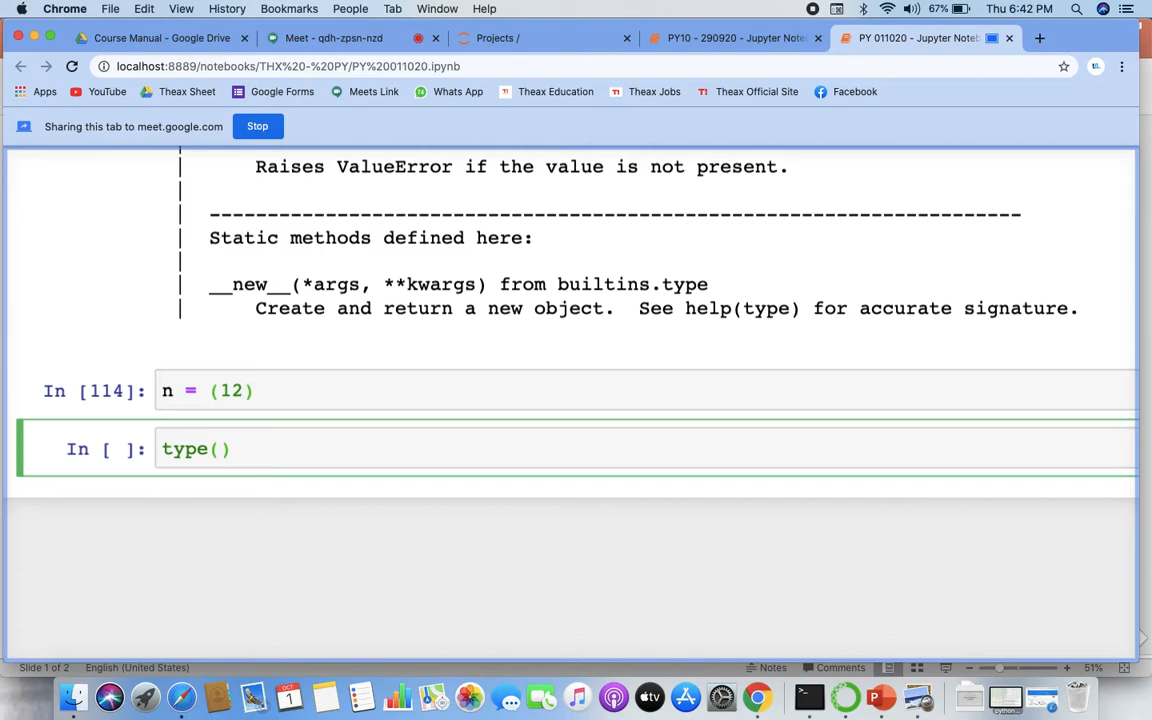 Chrome File Edit View History Bookmarks People Tab Window Help 67% Thu 6:42 PM
Course Manual - Google Drive Meet - qdh-zpsn-nzd Projects / PY10 - 290920 - Jupyter Note PY 011020 - Jupyter Noteb
localhost:8889/notebooks/THX%20-%20PY/PY%20011020.ipynb
Apps YouTube Theax Sheet Google Forms Meets Link Whats App Theax Education Theax Jobs Theax Official Site Facebook
Sharing this tab to meet.google.com Stop
| Raises ValueError if the value is not present.
|
| ----------------------------------------------------------------------
| Static methods defined here:
|
| __new__(*args, **kwargs) from builtins.type
| Create and return a new object. See help(type) for accurate signature.
In [114]: n = (12)
In [ ]: type()
Slide 1 of 2 English (United States) Notes Comments 51%
OCT
1
tv